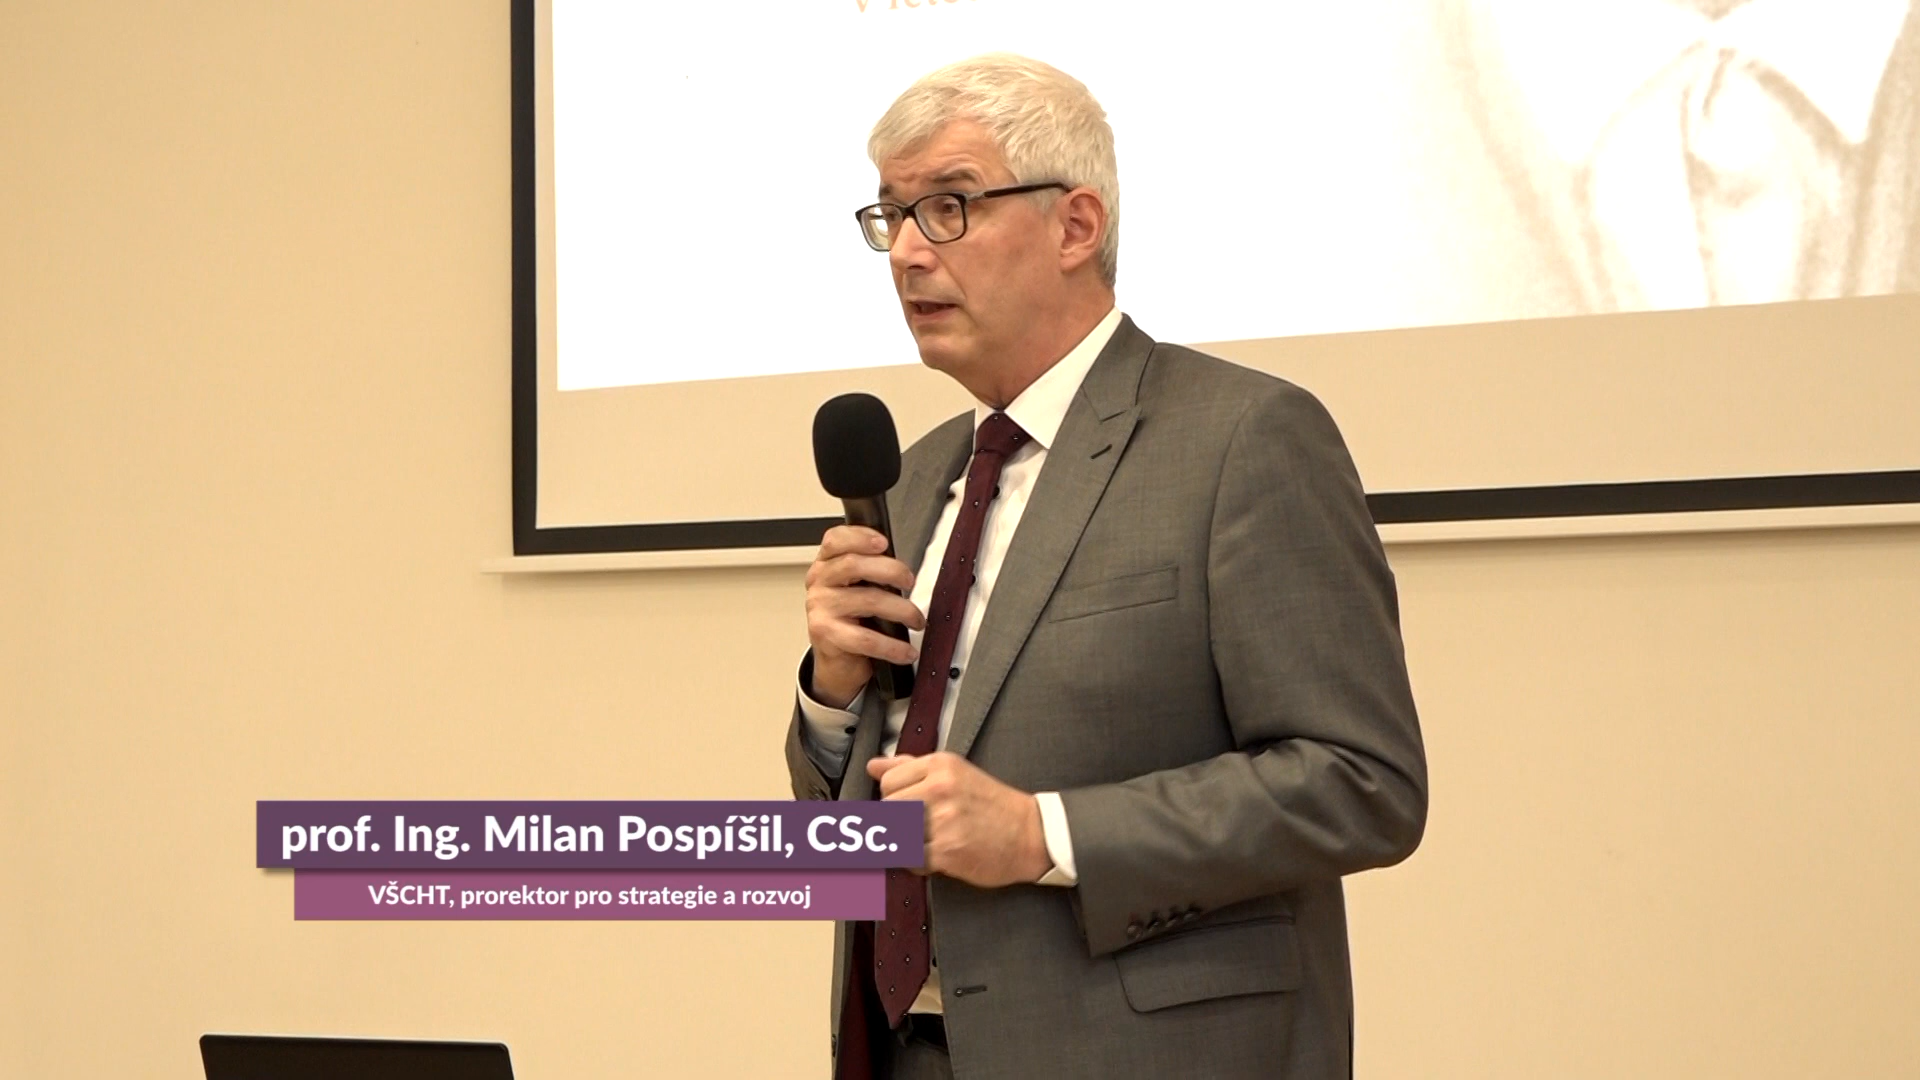 prof. Ing. Milan Pospíšil, CSc.
VŠCHT, prorektor pro strategie a rozvoj